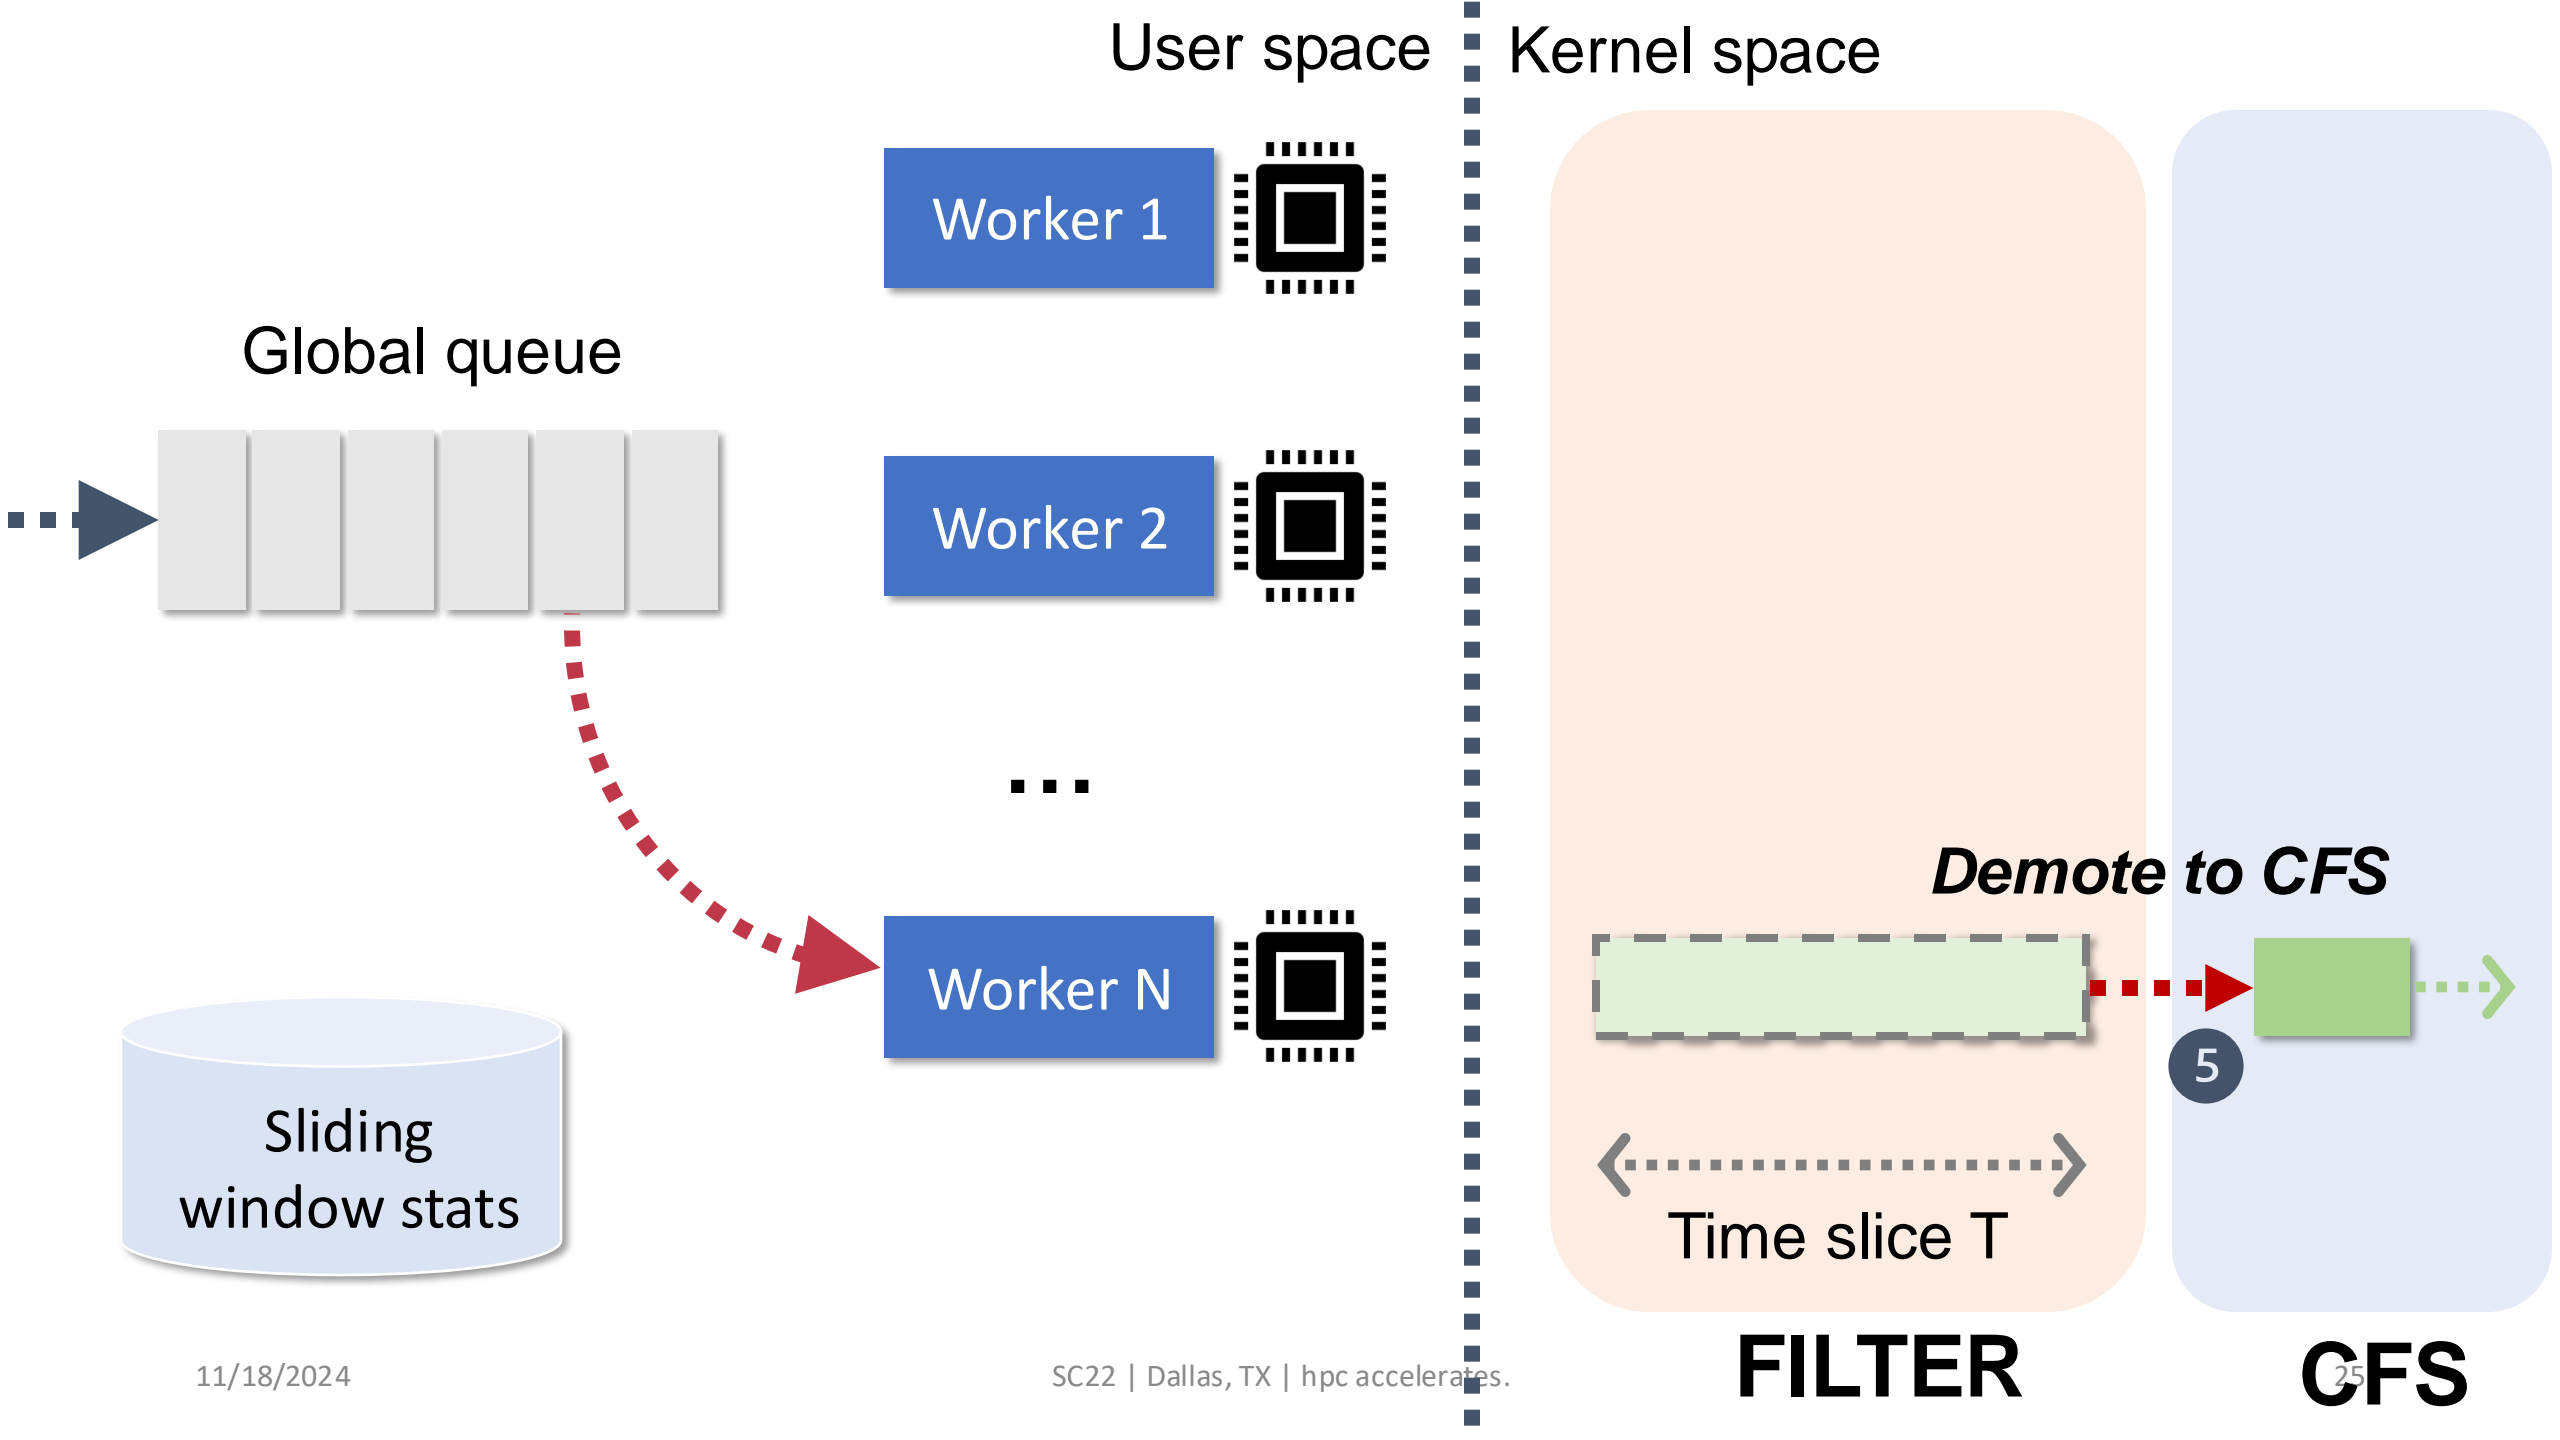 User space
Kernel space
Worker 1
Global queue
Worker 2
...
Demote to CFS
Worker N
5
Sliding
window stats
Time slice T
FILTER
CFS
11/18/2024
SC22 | Dallas, TX | hpc accelerates.
25